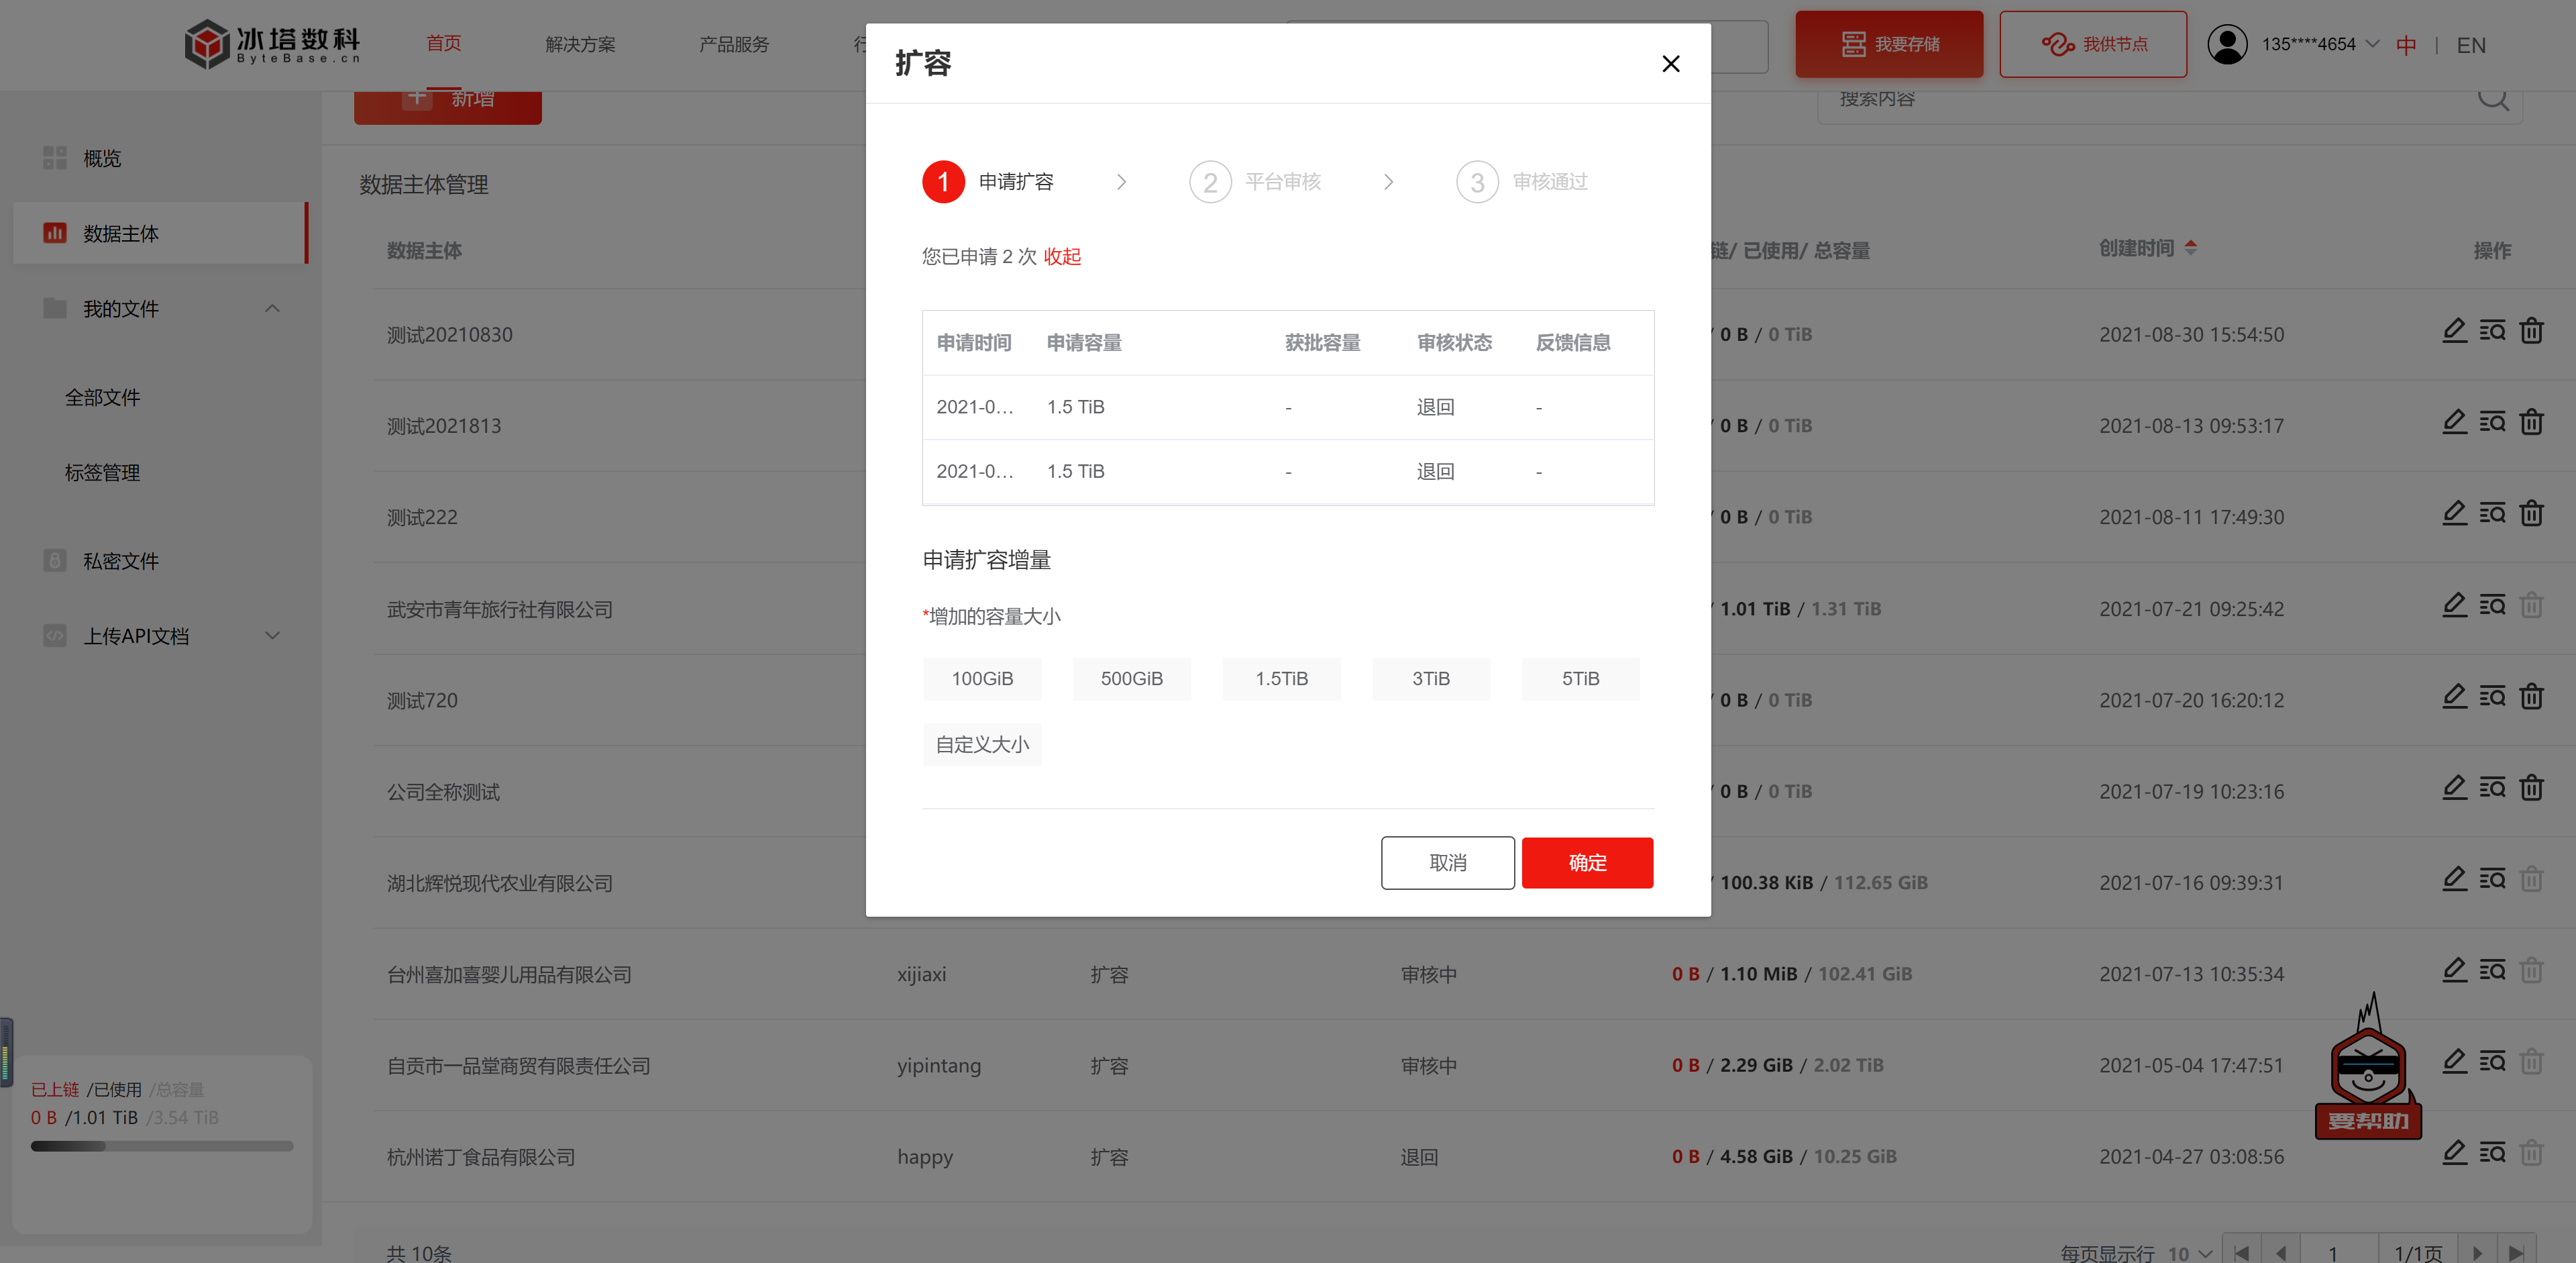 冰塔数科
ByteBase.cn
首页
解决方案
产品服务
行
我要存储
我供节点
135****4654
中 | EN
概览
数据主体
我的文件
全部文件
标签管理
私密文件
上传API文档
已上链 /已使用 /总容量
0 B /1.01 TiB /3.54 TiB
新增
搜索内容
数据主体管理
数据主体 链/ 已使用/ 总容量 创建时间 操作
测试20210830 / 0 B / 0 TiB 2021-08-30 15:54:50
测试2021813 / 0 B / 0 TiB 2021-08-13 09:53:17
测试222 / 0 B / 0 TiB 2021-08-11 17:49:30
武安市青年旅行社有限公司 / 1.01 TiB / 1.31 TiB 2021-07-21 09:25:42
测试720 / 0 B / 0 TiB 2021-07-20 16:20:12
公司全称测试 / 0 B / 0 TiB 2021-07-19 10:23:16
湖北辉悦现代农业有限公司 / 100.38 KiB / 112.65 GiB 2021-07-16 09:39:31
台州喜加喜婴儿用品有限公司 xijiaxi 扩容 审核中 0 B / 1.10 MiB / 102.41 GiB 2021-07-13 10:35:34
自贡市一品堂商贸有限责任公司 yipintang 扩容 审核中 0 B / 2.29 GiB / 2.02 TiB 2021-05-04 17:47:51
杭州诺丁食品有限公司 happy 扩容 退回 0 B / 4.58 GiB / 10.25 GiB 2021-04-27 03:08:56
要帮助
共 10条
每页显示行 10 1 1/1页
扩容
1 申请扩容
2 平台审核
3 审核通过
您已申请 2 次 收起
申请时间 申请容量 获批容量 审核状态 反馈信息
2021-0... 1.5 TiB - 退回 -
2021-0... 1.5 TiB - 退回 -
申请扩容增量
*增加的容量大小
100GiB 500GiB 1.5TiB 3TiB 5TiB
自定义大小
取消 确定